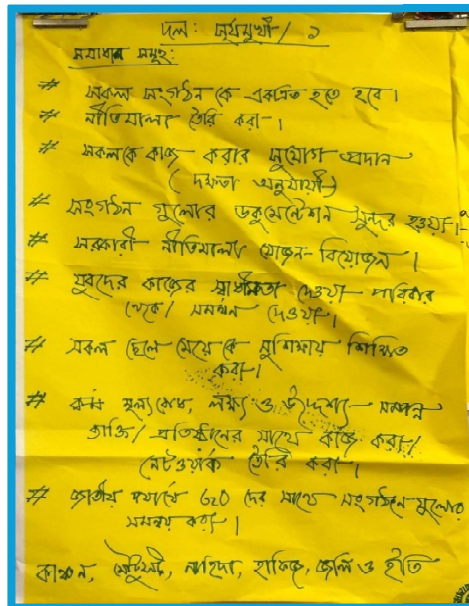 দল: সূর্যমুখী / ১
সমাধান সমূহ:
# সকল সংগঠন কে একত্রিত হতে হবে।
# নীতিমালা তৈরি করা।
# সকলকে কাজ করার সুযোগ প্রদান
( দক্ষতা অনুযায়ী )
# সংগঠন গুলোর ডকুমেন্টেশন সুন্দর হওয়া।
# সরকারী নীতিমালা যোজন-বিয়োজন।
# যুবদের কাজের স্বাধীনতা দেওয়া পরিবার
থেকে / সমর্থন দেওয়া।
# সকল ছেলে মেয়ে কে সুশিক্ষায় শিক্ষিত
করা।
# মূল্যবোধ, লক্ষ্য ও উদ্দেশ্য সম্পন্ন
ব্যক্তি / প্রতিষ্ঠানের সাথে কাজ করা /
নেটওয়ার্ক তৈরি করা।
# জাতীয় পর্যায়ে দের সাথে সংগঠন গুলোর
সমন্বয় করা।
কাঞ্চন, মৌটুসী, নাহিদা, হাফিজ, জেলি ও ইতি